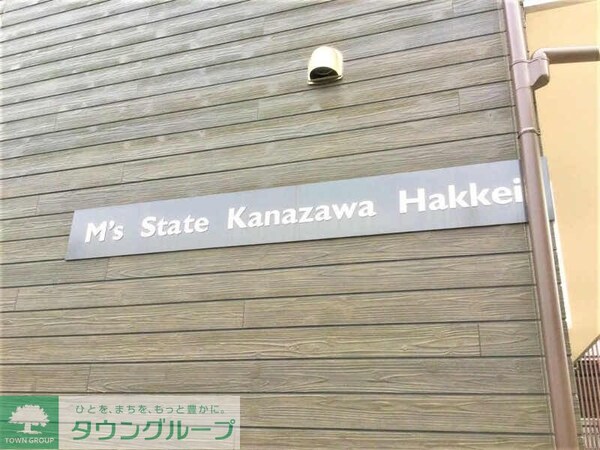 M's State Kanazawa Hakkei
ひとを、まちを、もっと豊かに。
タウングループ
TOWN GROUP